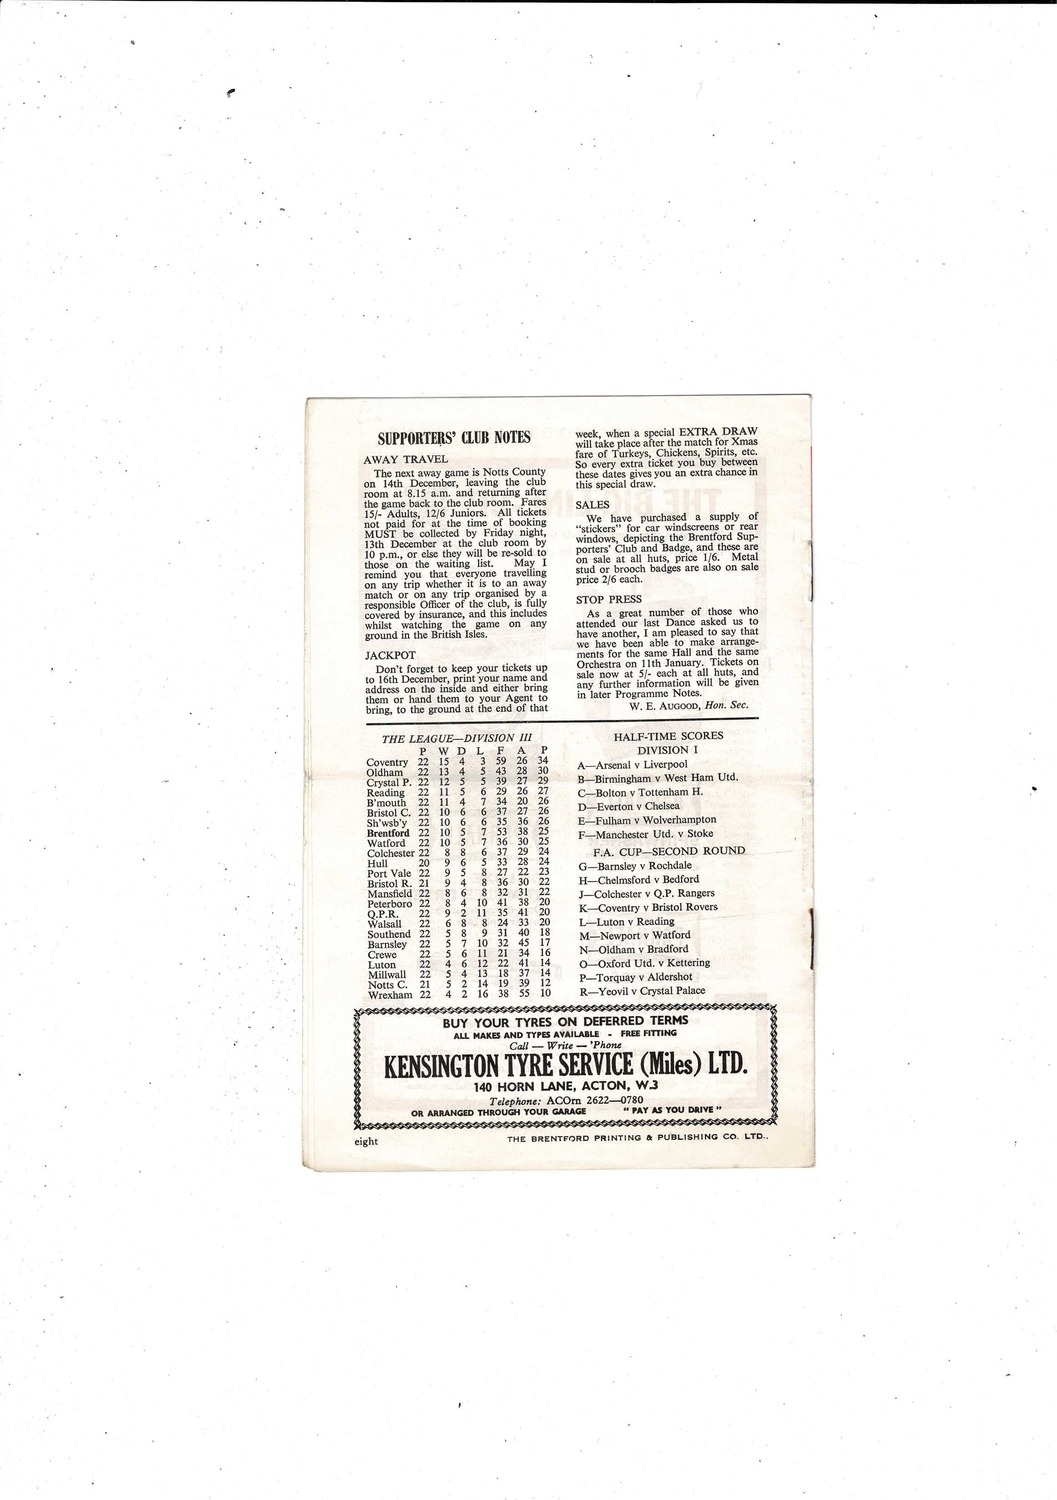 SUPPORTERS' CLUB NOTES
AWAY TRAVEL
The next away game is Notts County
on 14th December, leaving the club
room at 8.15 a.m. and returning after
the game back to the club room. Fares
15/- Adults, 12/6 Juniors. All tickets
not paid for at the time of booking
MUST be collected by Friday night,
13th December at the club room by
10 p.m., or else they will be re-sold to
those on the waiting list. May I
remind you that everyone travelling
on any trip whether it is to an away
match or on any trip organised by a
responsible Officer of the club, is fully
covered by insurance, and this includes
whilst watching the game on any
ground in the British Isles.
JACKPOT
Don't forget to keep your tickets up
to 16th December, print your name and
address on the inside and either bring
them or hand them to your Agent to
bring, to the ground at the end of that
week, when a special EXTRA DRAW
will take place after the match for Xmas
fare of Turkeys, Chickens, Spirits, etc.
So every extra ticket you buy between
these dates gives you an extra chance in
this special draw.
SALES
We have purchased a supply of
"stickers" for car windscreens or rear
windows, depicting the Brentford Sup-
porters' Club and Badge, and these are
on sale at all huts, price 1/6. Metal
stud or brooch badges are also on sale
price 2/6 each.
STOP PRESS
As a great number of those who
attended our last Dance asked us to
have another, I am pleased to say that
we have been able to make arrange-
ments for the same Hall and the same
Orchestra on 11th January. Tickets on
sale now at 5/- each at all huts, and
any further information will be given
in later Programme Notes.
W. E. AUGOOD, Hon. Sec.
THE LEAGUE—DIVISION III
P W D L F A P
Coventry 22 15 4 3 59 26 34
Oldham 22 13 4 5 43 28 30
Crystal P. 22 12 5 5 39 27 29
Reading 22 11 5 6 29 26 27
B'mouth 22 11 4 7 34 20 26
Bristol C. 22 10 6 6 37 27 26
Sh'wsb'y 22 10 6 6 35 36 26
Brentford 22 10 5 7 53 38 25
Watford 22 10 5 7 36 30 25
Colchester 22 8 8 6 37 29 24
Hull 20 9 6 5 33 28 24
Port Vale 22 9 5 8 27 22 23
Bristol R. 21 9 4 8 36 30 22
Mansfield 22 8 6 8 32 31 22
Peterboro 22 8 4 10 41 38 20
Q.P.R. 22 9 2 11 35 41 20
Walsall 22 6 8 8 24 33 20
Southend 22 5 8 9 31 40 18
Barnsley 22 5 7 10 32 45 17
Crewe 22 5 6 11 21 34 16
Luton 22 4 6 12 22 41 14
Millwall 22 5 4 13 18 37 14
Notts C. 21 5 2 14 19 39 12
Wrexham 22 4 2 16 38 55 10
HALF-TIME SCORES
DIVISION I
A—Arsenal v Liverpool
B—Birmingham v West Ham Utd.
C—Bolton v Tottenham H.
D—Everton v Chelsea
E—Fulham v Wolverhampton
F—Manchester Utd. v Stoke
F.A. CUP—SECOND ROUND
G—Barnsley v Rochdale
H—Chelmsford v Bedford
J—Colchester v Q.P. Rangers
K—Coventry v Bristol Rovers
L—Luton v Reading
M—Newport v Watford
N—Oldham v Bradford
O—Oxford Utd. v Kettering
P—Torquay v Aldershot
R—Yeovil v Crystal Palace
BUY YOUR TYRES ON DEFERRED TERMS
ALL MAKES AND TYPES AVAILABLE - FREE FITTING
Call — Write — 'Phone
KENSINGTON TYRE SERVICE (Miles) LTD.
140 HORN LANE, ACTON, W.3
Telephone: ACOrn 2622—0780
OR ARRANGED THROUGH YOUR GARAGE "PAY AS YOU DRIVE"
eight
THE BRENTFORD PRINTING & PUBLISHING CO. LTD..